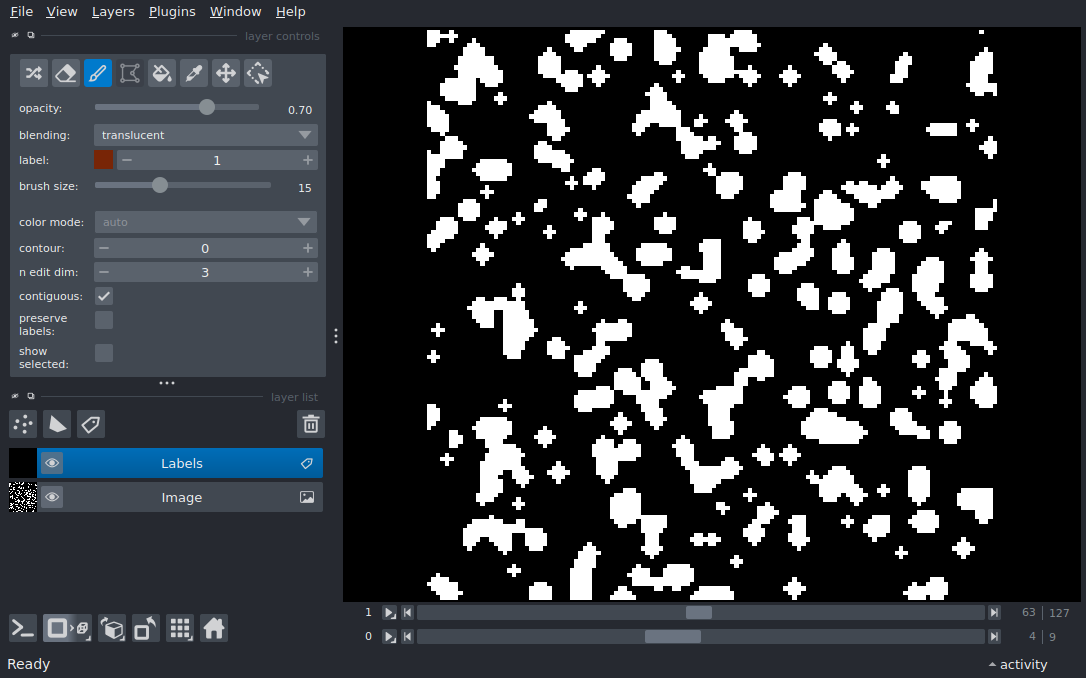 File View Layers Plugins Window Help
layer controls
opacity: 0.70
blending: translucent
label: 1
brush size: 15
color mode: auto
contour: 0
n edit dim: 3
contiguous:
preserve
labels:
show
selected:
layer list
Labels
Image
1 63 127
0 4 9
Ready activity